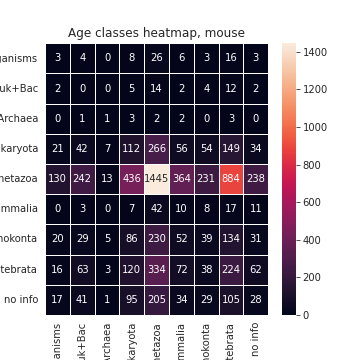 Age classes heatmap, mouse
ganisms 3 4 0 8 26 6 3 16 3
uk+Bac 2 0 0 5 14 2 4 12 2
Archaea 0 1 1 3 2 2 0 3 0
karyota 21 42 7 112 266 56 54 149 34
metazoa 130 242 13 436 1445 364 231 884 238
mmalia 0 3 0 7 42 10 8 17 11
hokonta 20 29 5 86 230 52 39 134 31
tebrata 16 63 3 120 334 72 38 224 62
no info 17 41 1 95 205 34 29 105 28
anisms uk+Bac rchaea karyota etazoa mmalia okonta tebrata no info
1400
1200
1000
800
600
400
200
0